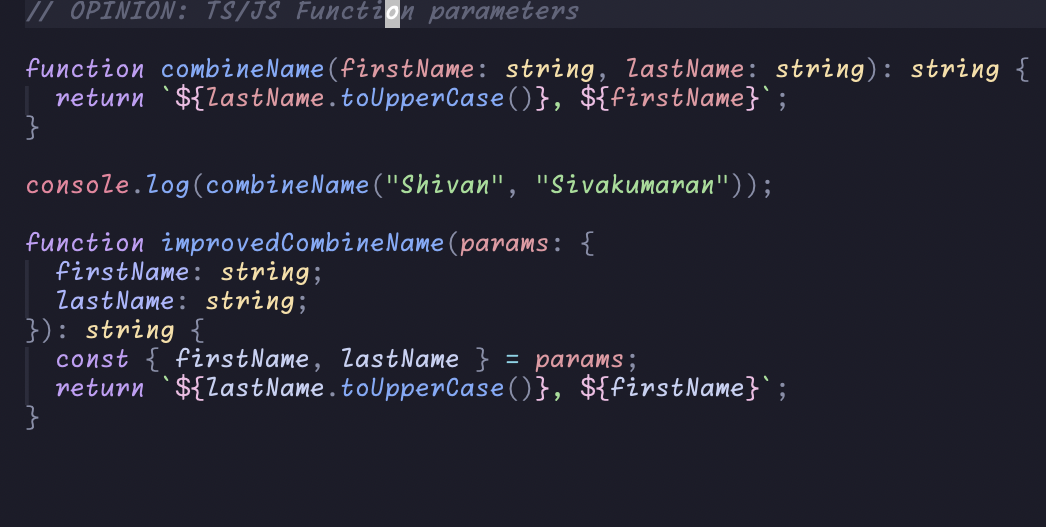 // OPINION: TS/JS Function parameters
function combineName(firstName: string, lastName: string): string {
return `${lastName.toUpperCase()}, ${firstName}`;
}
console.log(combineName("Shivan", "Sivakumaran"));
function improvedCombineName(params: {
firstName: string;
lastName: string;
}): string {
const { firstName, lastName } = params;
return `${lastName.toUpperCase()}, ${firstName}`;
}